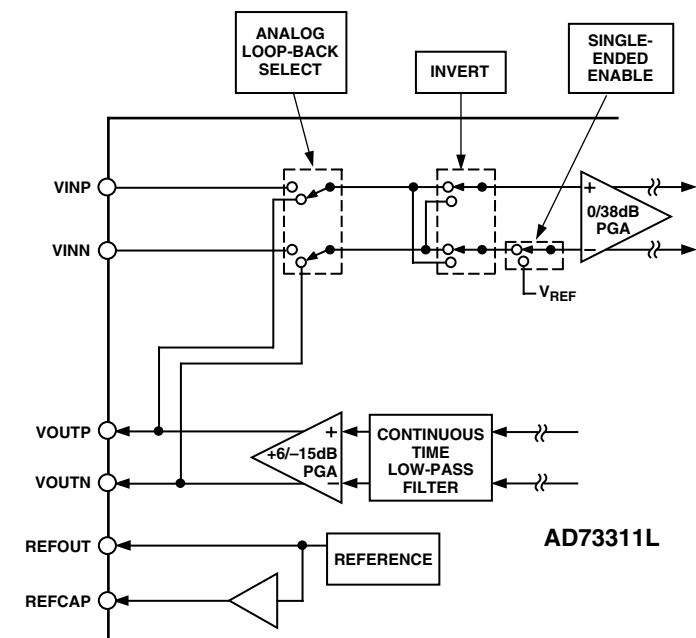 ANALOG
LOOP-BACK
SELECT
INVERT
SINGLE-
ENDED
ENABLE
VINP
VINN
+
0/38dB
PGA
–
VREF
VOUTP
VOUTN
+
+6/–15dB
PGA
–
CONTINUOUS
TIME
LOW-PASS
FILTER
REFOUT
REFCAP
REFERENCE
AD73311L